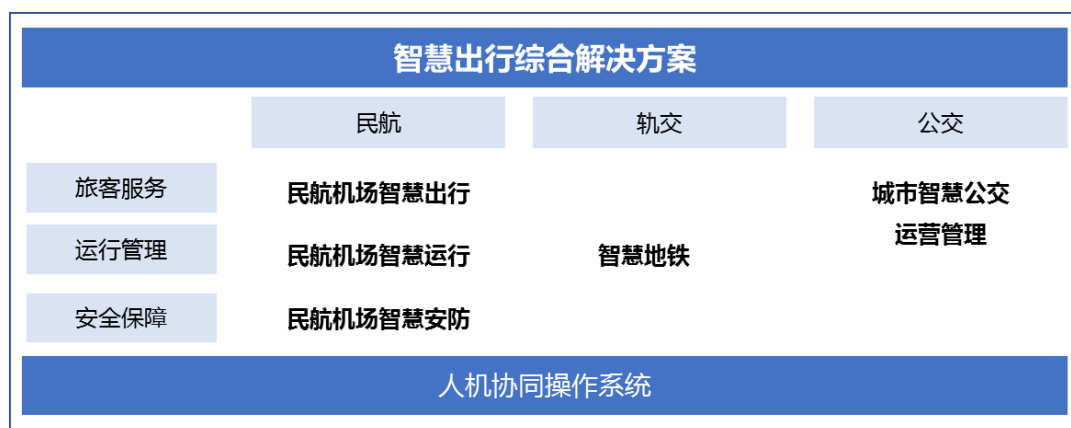 智慧出行综合解决方案
民航
轨交
公交
旅客服务
民航机场智慧出行
城市智慧公交
运营管理
运行管理
民航机场智慧运行
智慧地铁
安全保障
民航机场智慧安防
人机协同操作系统